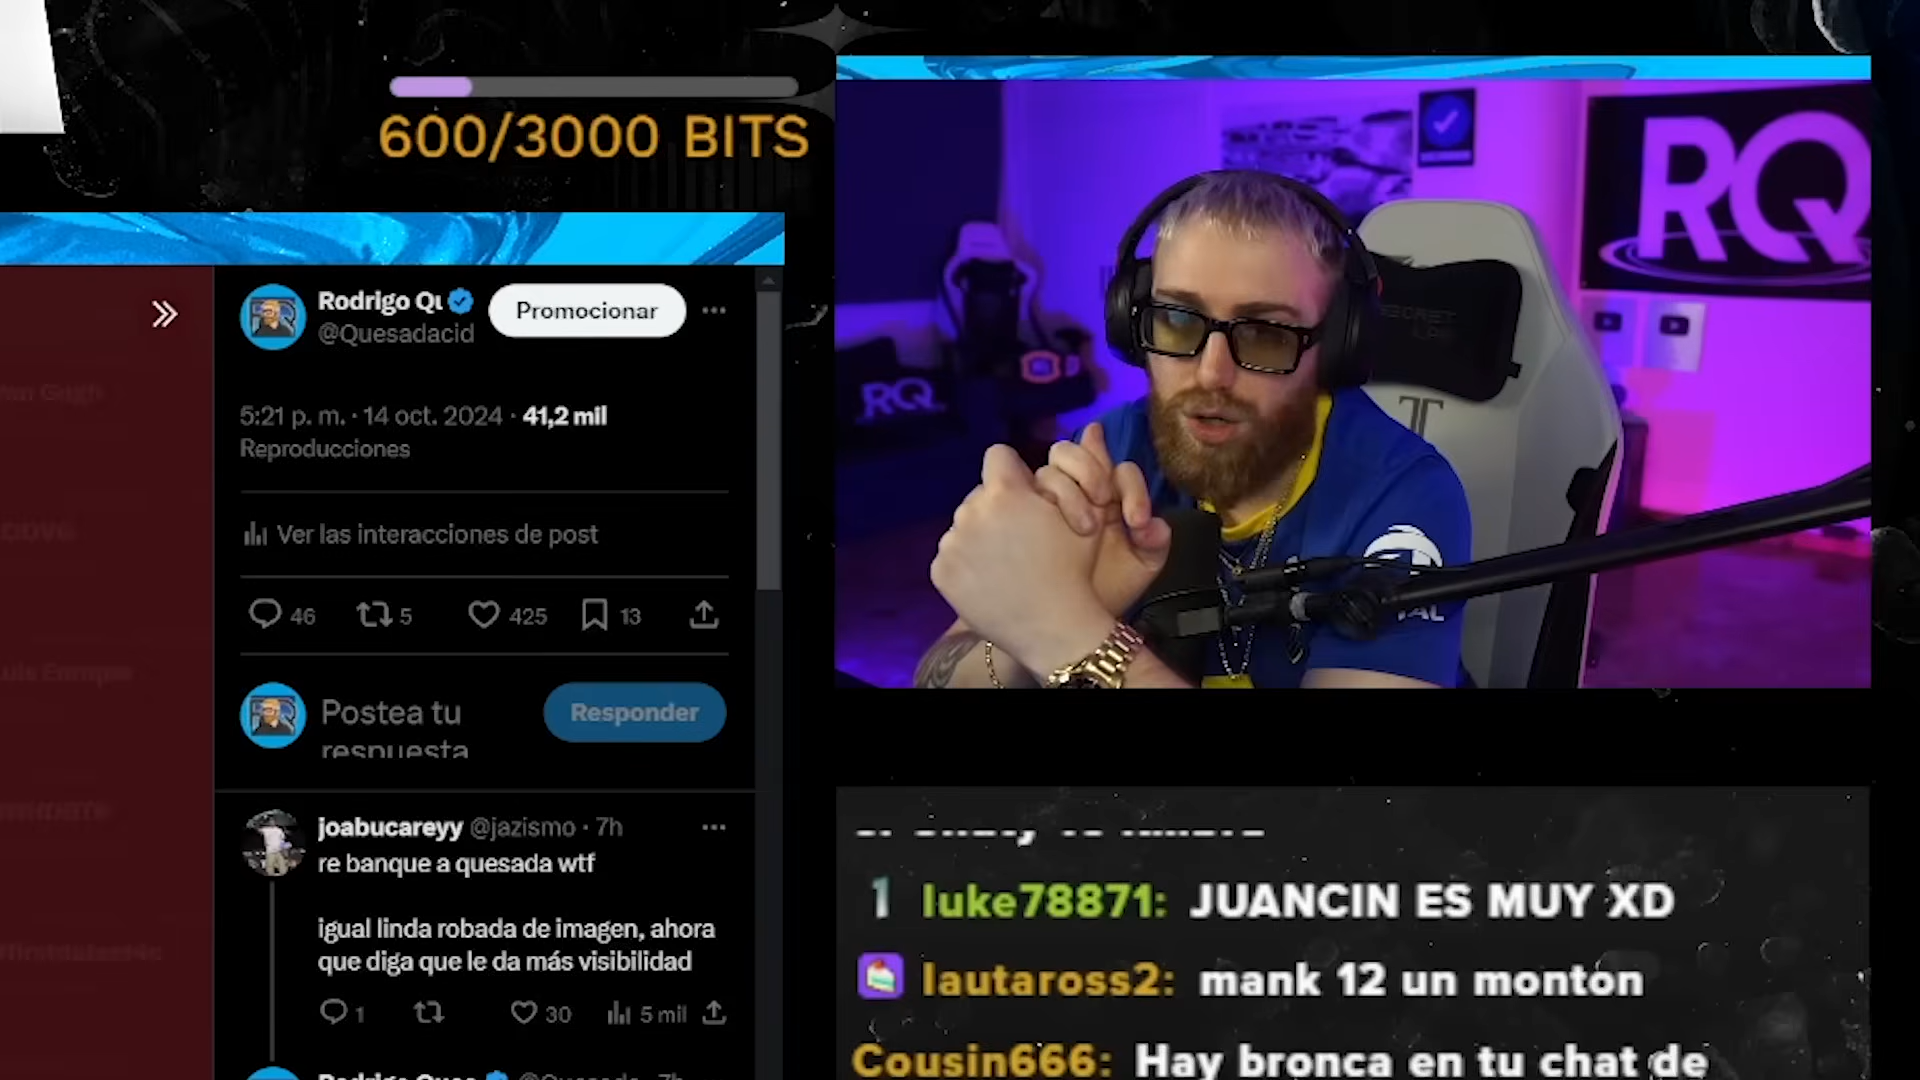 600/3000 BITS
Rodrigo Qu
@Quesadacid
Promocionar
5:21 p. m. · 14 oct. 2024 · 41,2 mil
Reproducciones
Ver las interacciones de post
46 5 425 13
Postea tu
respuesta
Responder
joabucareyy @jazismo · 7h
re banque a quesada wtf
igual linda robada de imagen, ahora
que diga que le da más visibilidad
1 30 5 mil
RQ
RQ
1 luke78871: JUANCIN ES MUY XD
lautaross2: mank 12 un monton
Cousin666: Hay bronca en tu chat de